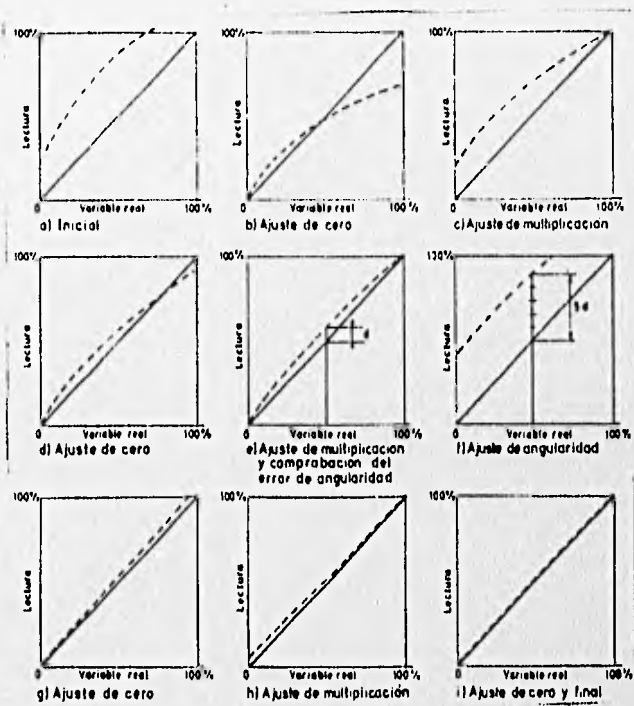 100%
Lectura
0
Variable real
100%
a) Inicial
100%
Lectura
0
Variable real
100%
b) Ajuste de cero
100%
Lectura
0
Variable real
100%
c) Ajuste de multiplicación
100%
Lectura
0
Variable real
100%
d) Ajuste de cero
100%
Lectura
d
0
Variable real
100%
e) Ajuste de multiplicación
y comprobación del
error de angularidad
Lectura
5d
0
Variable real
100%
f) Ajuste de angularidad
100%
Lectura
0
Variable real
100%
g) Ajuste de cero
100%
Lectura
0
Variable real
100%
h) Ajuste de multiplicación
100%
Lectura
0
Variable real
100%
i) Ajuste de cero y final